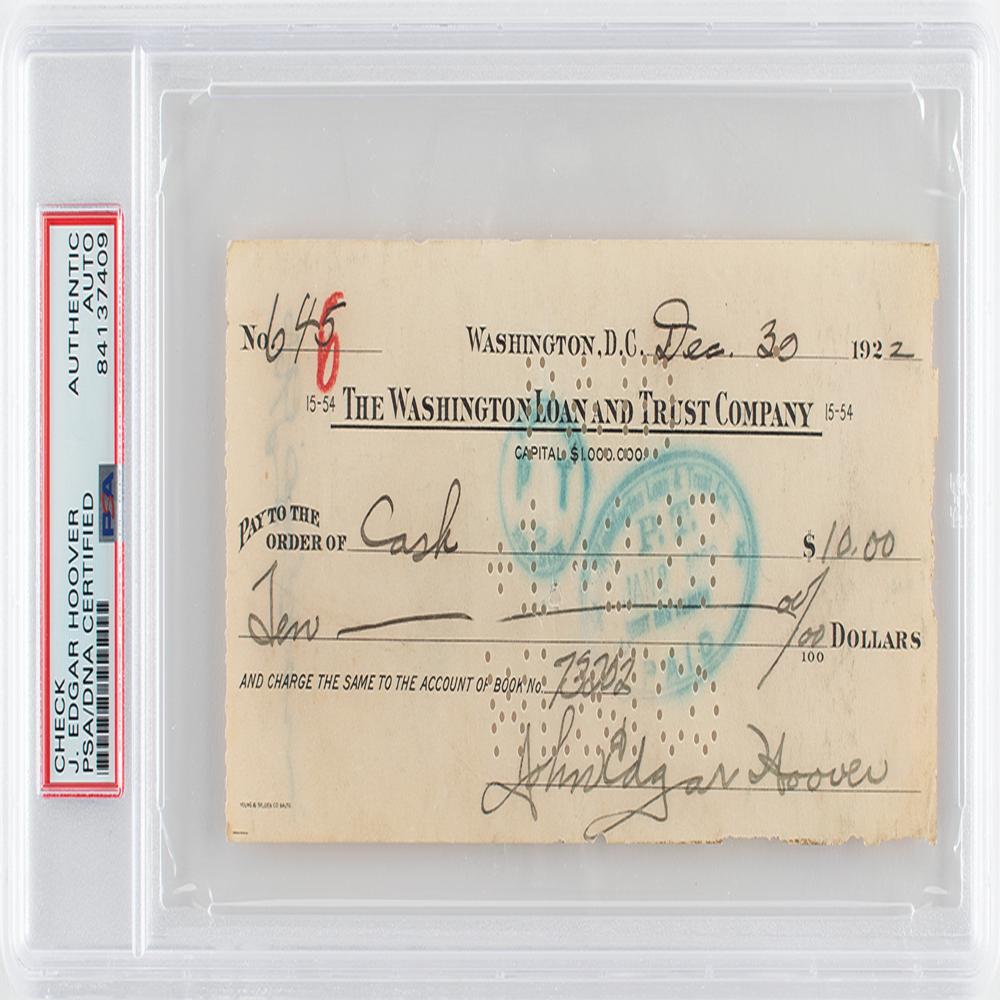 CHECK
J. EDGAR HOOVER
PSA/DNA CERTIFIED
AUTHENTIC
AUTO
84137409
PSA
No 645
6
WASHINGTON, D.C. Dec. 30 1922
15-54 THE WASHINGTON LOAN AND TRUST COMPANY 15-54
CAPITAL $1.000.000.
PAY TO THE
ORDER OF Cash $10.00
Ten 00/100 DOLLARS
100
AND CHARGE THE SAME TO THE ACCOUNT OF BOOK No.
John Edgar Hoover